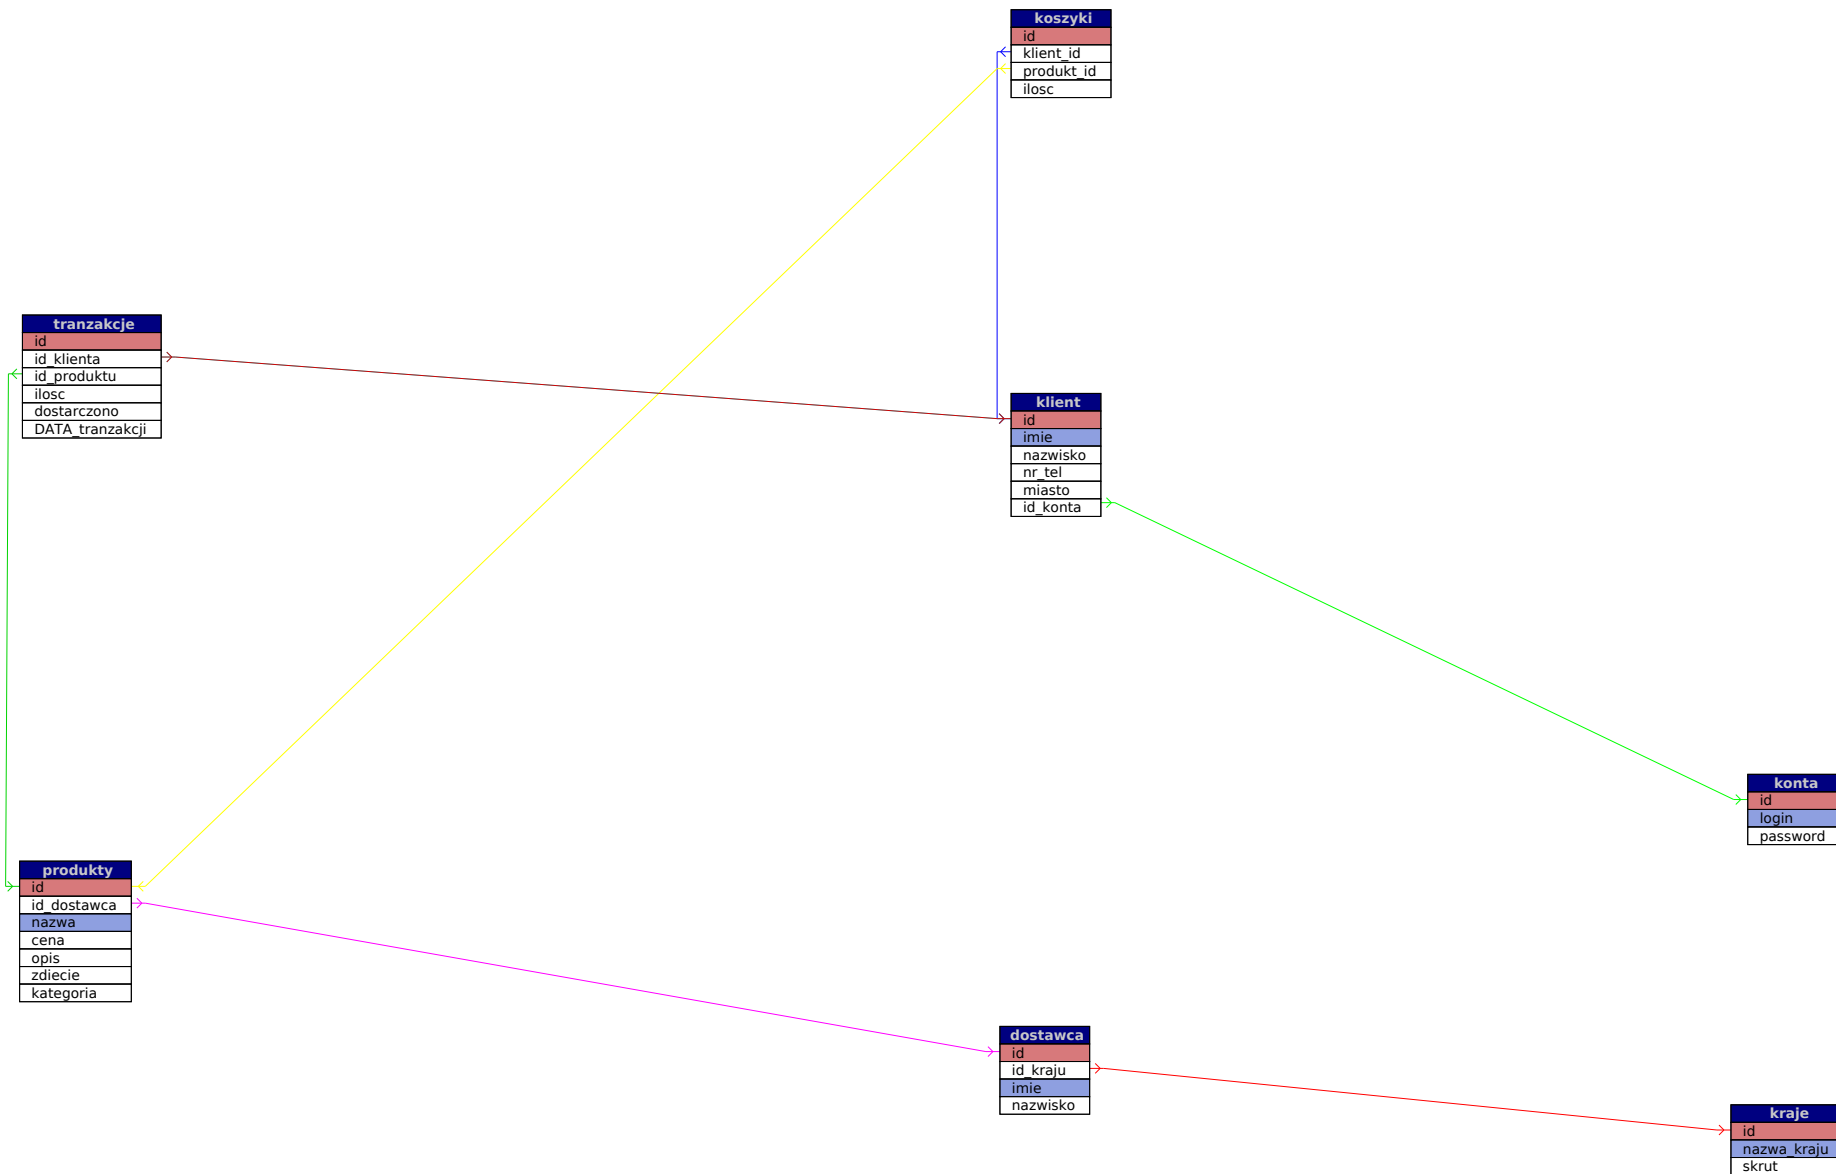 koszyki
id
klient_id
produkt_id
ilosc
tranzakcje
id
id_klienta
id_produktu
ilosc
dostarczono
DATA_tranzakcji
klient
id
imie
nazwisko
nr_tel
miasto
id_konta
konta
id
login
password
produkty
id
id_dostawca
nazwa
cena
opis
zdiecie
kategoria
dostawca
id
id_kraju
imie
nazwisko
kraje
id
nazwa_kraju
skrut